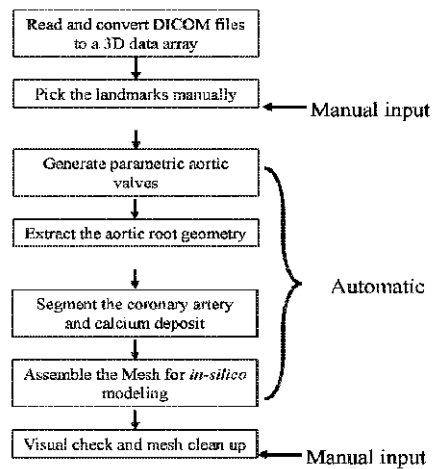 Read and convert DICOM files
to a 3D data array
Pick the landmarks manually
Manual input
Generate parametric aortic
valves
Extract the aortic root geometry
Automatic
Segment the coronary artery
and calcium deposit
Assemble the Mesh for in-silico
modeling
Visual check and mesh clean up
Manual input